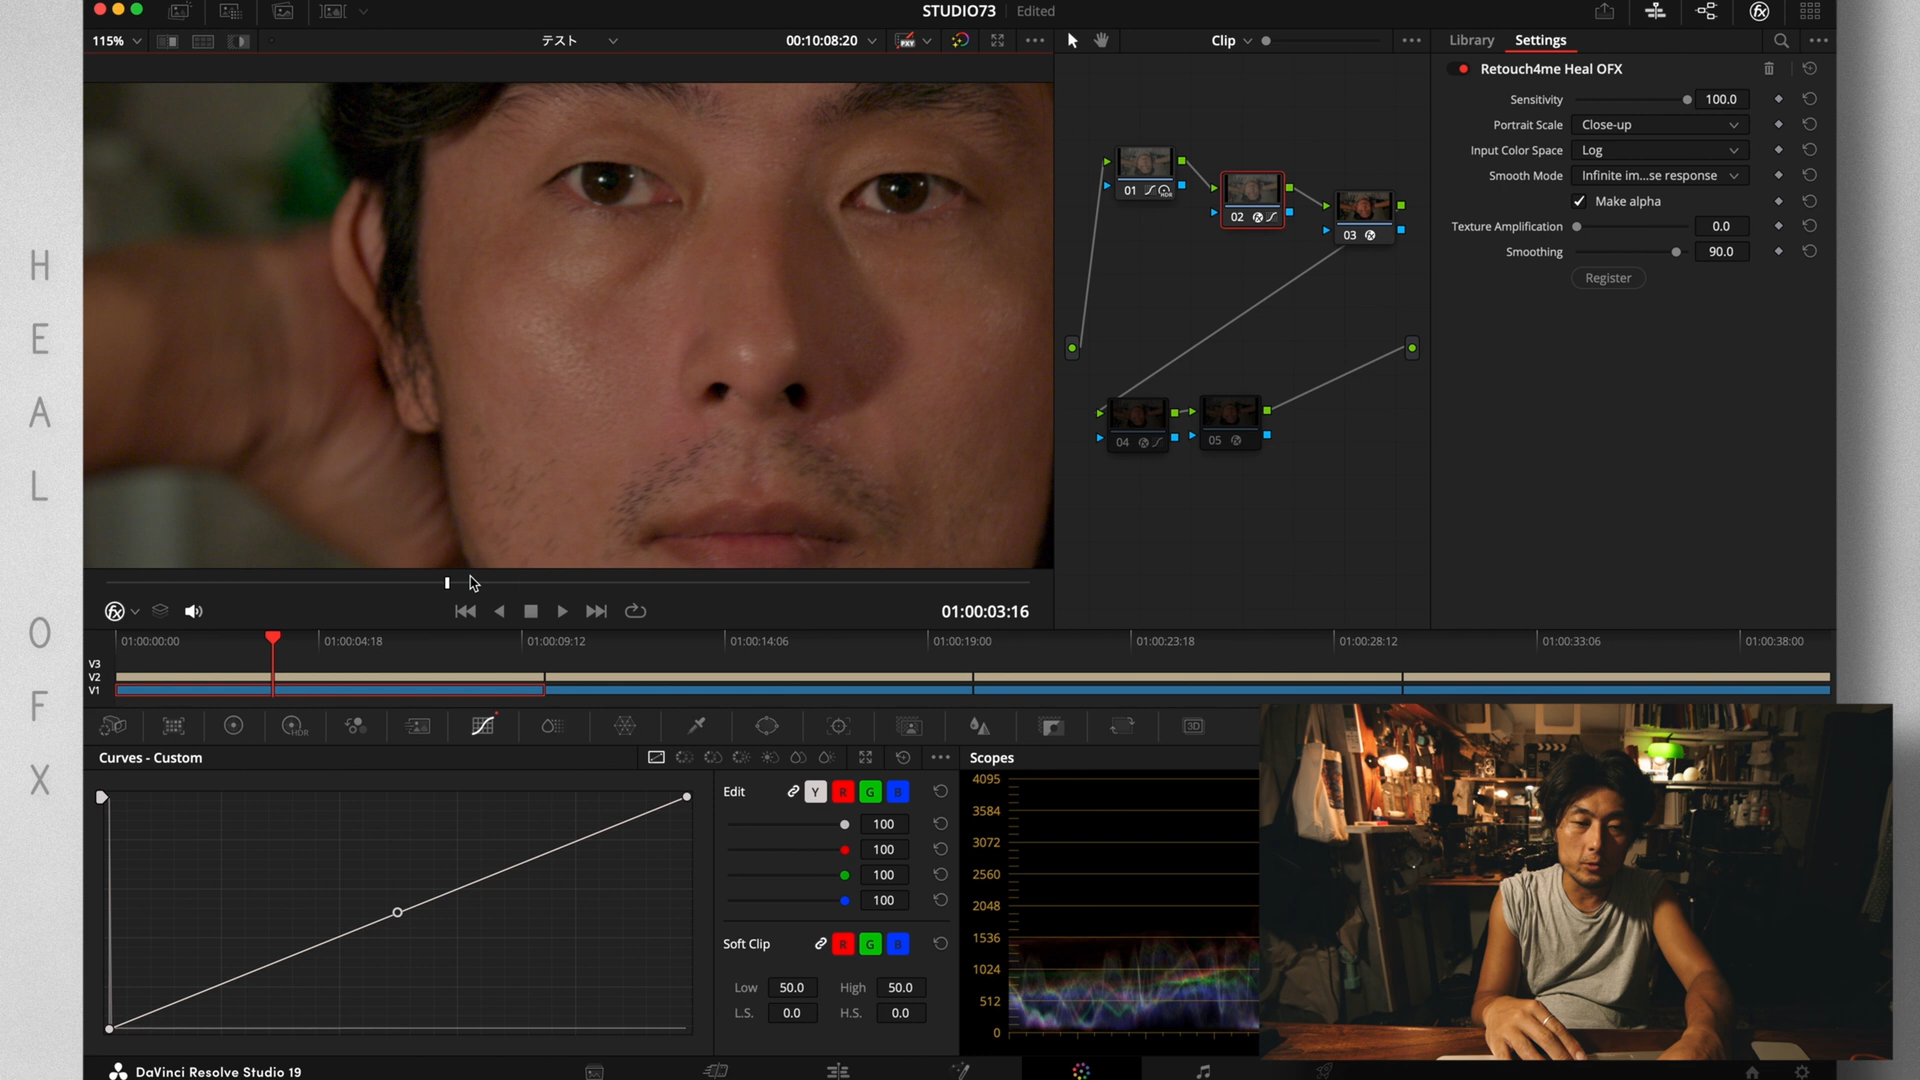 STUDIO73 Edited
115%
テスト
00:10:08:20
Clip
Library Settings
Retouch4me Heal OFX
Sensitivity 100.0
Portrait Scale Close-up
Input Color Space Log
Smooth Mode Infinite im...se response
Make alpha
Texture Amplification 0.0
Smoothing 90.0
Register
01
HDR
02
03
04
05
HEAL OFX
01:00:03:16
01:00:00:00 01:00:04:18 01:00:09:12 01:00:14:06 01:00:19:00 01:00:23:18 01:00:28:12 01:00:33:06 01:00:38:00
V3
V2
V1
HDR
3D
Curves - Custom
Edit Y R G B
100
100
100
100
Soft Clip R G B
Low 50.0 High 50.0
L.S. 0.0 H.S. 0.0
Scopes
4095
3584
3072
2560
2048
1536
1024
512
0
DaVinci Resolve Studio 19